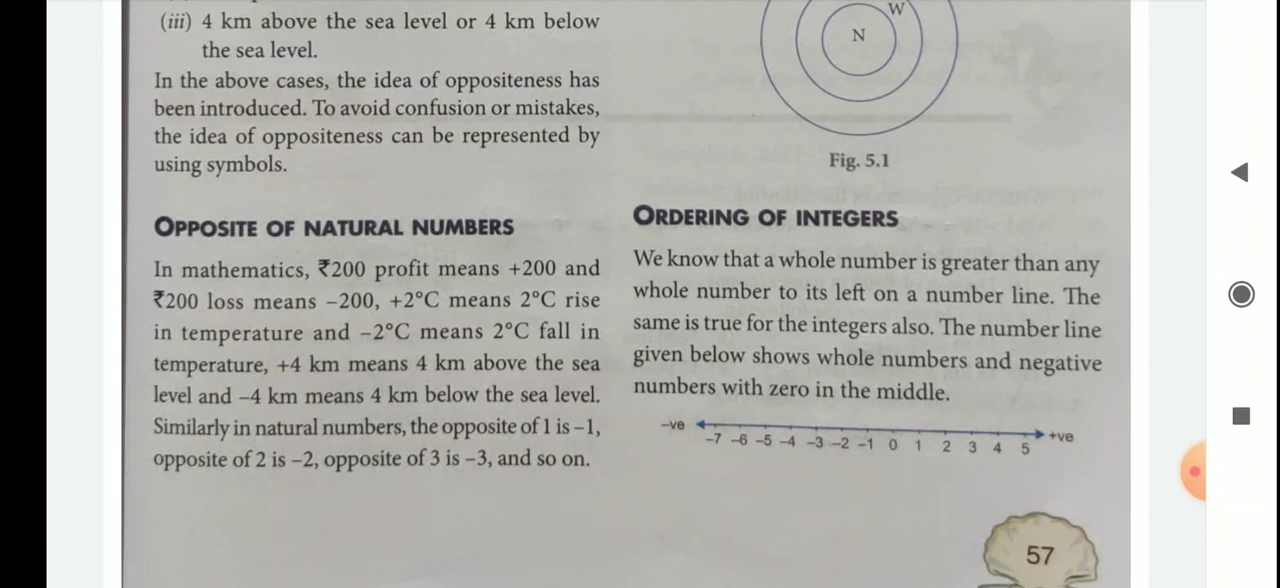 (iii) 4 km above the sea level or 4 km below
the sea level.
In the above cases, the idea of oppositeness has
been introduced. To avoid confusion or mistakes,
the idea of oppositeness can be represented by
using symbols.
OPPOSITE OF NATURAL NUMBERS
In mathematics, ₹200 profit means +200 and
₹200 loss means –200, +2°C means 2°C rise
in temperature and –2°C means 2°C fall in
temperature, +4 km means 4 km above the sea
level and –4 km means 4 km below the sea level.
Similarly in natural numbers, the opposite of 1 is –1,
opposite of 2 is –2, opposite of 3 is –3, and so on.
W
N
Fig. 5.1
ORDERING OF INTEGERS
We know that a whole number is greater than any
whole number to its left on a number line. The
same is true for the integers also. The number line
given below shows whole numbers and negative
numbers with zero in the middle.
–ve +ve
–7 –6 –5 –4 –3 –2 –1 0 1 2 3 4 5
57